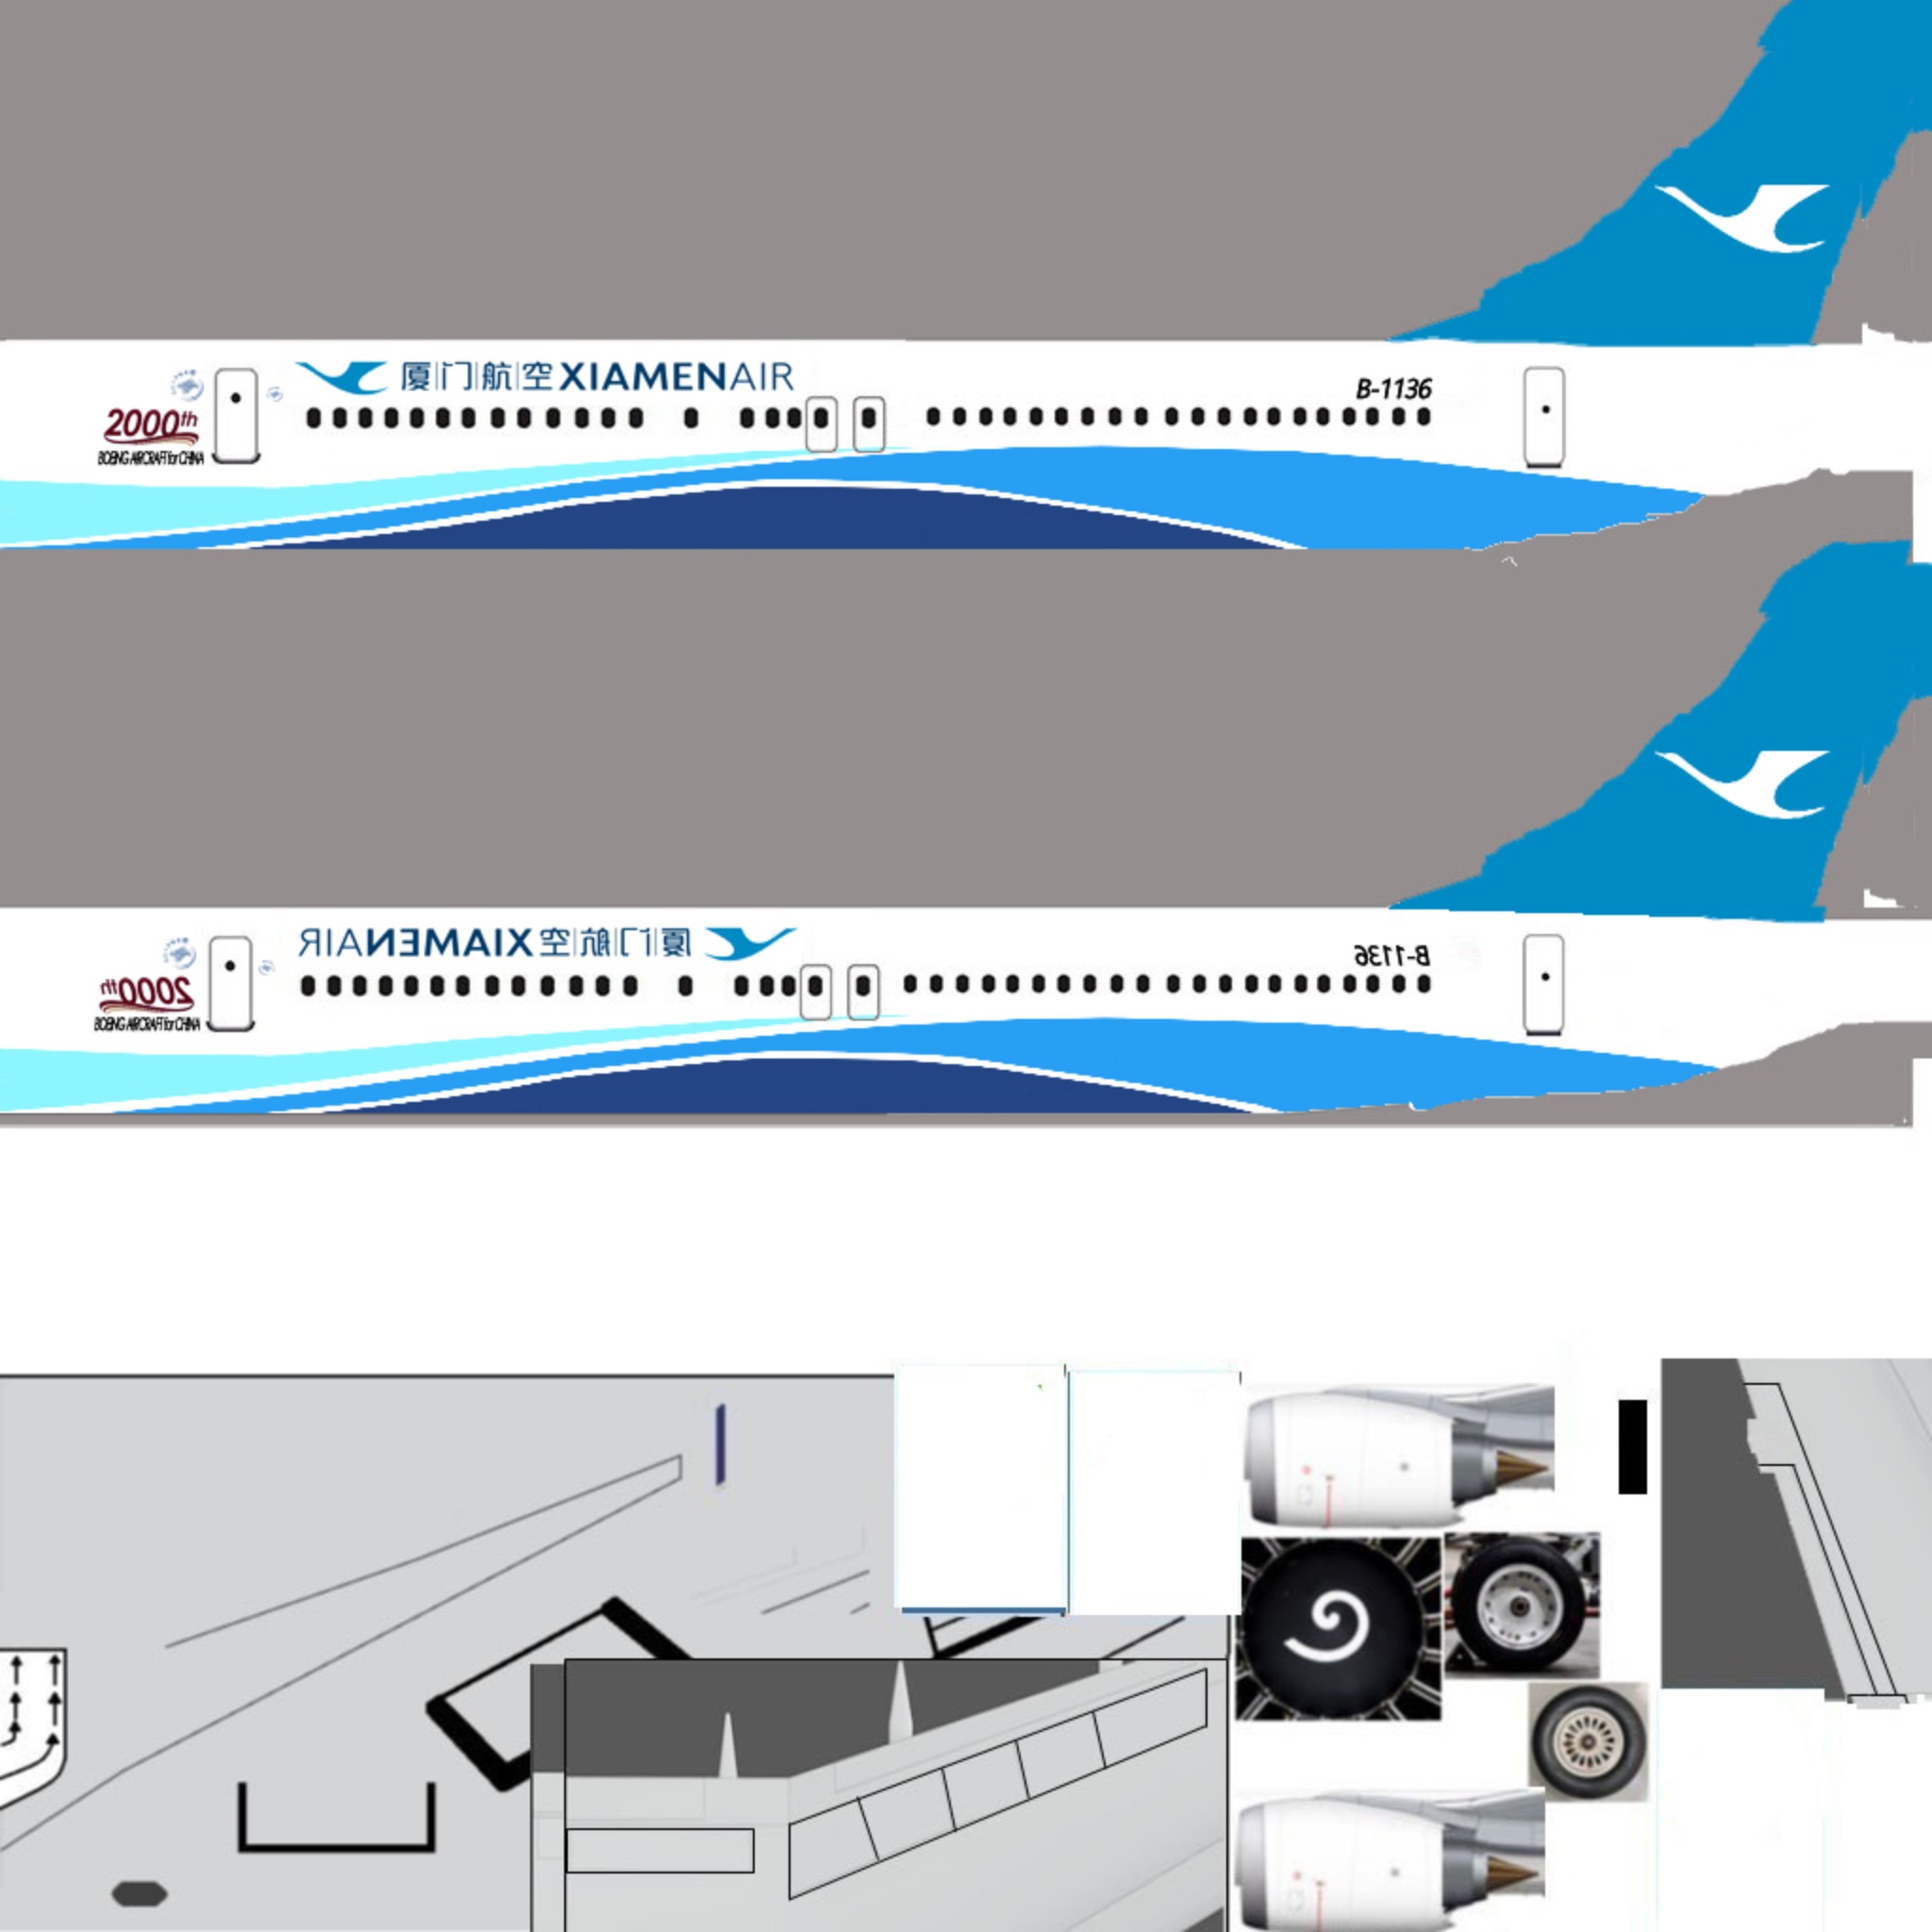 厦门航空 XIAMENAIR
B-1136
2000th
BOEING AIRCRAFT for CHINA
厦门航空 XIAMENAIR
B-1136
2000th
BOEING AIRCRAFT for CHINA